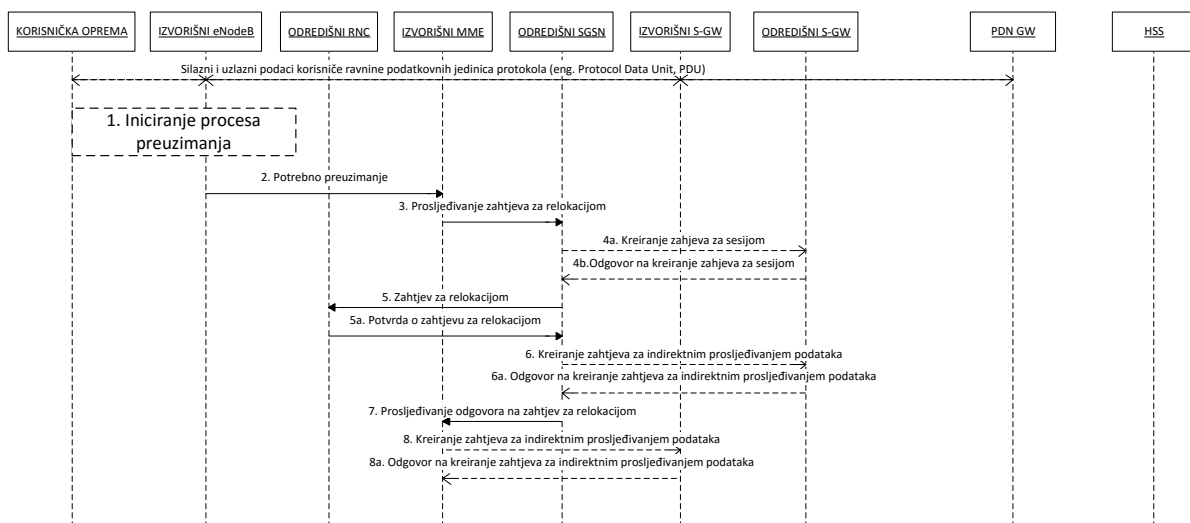 KORISNIČKA OPREMA
IZVORIŠNI eNodeB
ODREDIŠNI RNC
IZVORIŠNI MME
ODREDIŠNI SGSN
IZVORIŠNI S-GW
ODREDIŠNI S-GW
PDN GW
HSS
Silazni i uzlazni podaci korisniče ravnine podatkovnih jedinica protokola (eng. Protocol Data Unit, PDU)
1. Iniciranje procesa
preuzimanja
2. Potrebno preuzimanje
3. Prosljeđivanje zahtjeva za relokacijom
4a. Kreiranje zahjeva za sesijom
4b.Odgovor na kreiranje zahjeva za sesijom
5. Zahtjev za relokacijom
5a. Potvrda o zahtjevu za relokacijom
6. Kreiranje zahtjeva za indirektnim prosljeđivanjem podataka
6a. Odgovor na kreiranje zahtjeva za indirektnim prosljeđivanjem podataka
7. Prosljeđivanje odgovora na zahtjev za relokacijom
8. Kreiranje zahtjeva za indirektnim prosljeđivanjem podataka
8a. Odgovor na kreiranje zahtjeva za indirektnim prosljeđivanjem podataka